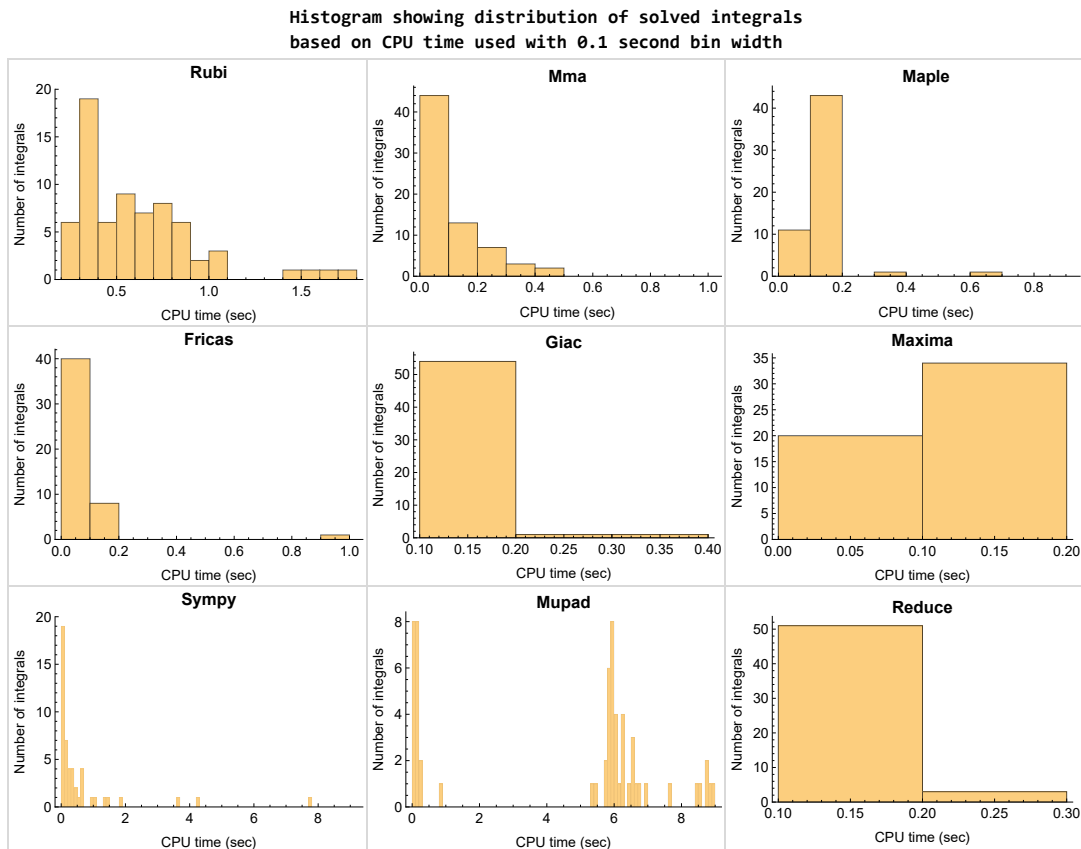 Histogram showing distribution of solved integrals
based on CPU time used with 0.1 second bin width
Rubi
Number of integrals
20
15
10
5
0
0.5 1.0 1.5
CPU time (sec)
Mma
Number of integrals
40
30
20
10
0
0.0 0.2 0.4 0.6 0.8 1.0
CPU time (sec)
Maple
Number of integrals
40
30
20
10
0
0.0 0.2 0.4 0.6 0.8
CPU time (sec)
Fricas
Number of integrals
40
30
20
10
0
0.0 0.2 0.4 0.6 0.8 1.0
CPU time (sec)
Giac
Number of integrals
50
40
30
20
10
0
0.10 0.15 0.20 0.25 0.30 0.35 0.40
CPU time (sec)
Maxima
Number of integrals
35
30
25
20
15
10
5
0
0.00 0.05 0.10 0.15 0.20
CPU time (sec)
Sympy
Number of integrals
20
15
10
5
0
0 2 4 6 8
CPU time (sec)
Mupad
Number of integrals
8
6
4
2
0
0 2 4 6 8
CPU time (sec)
Reduce
Number of integrals
50
40
30
20
10
0
0.10 0.15 0.20 0.25 0.30
CPU time (sec)